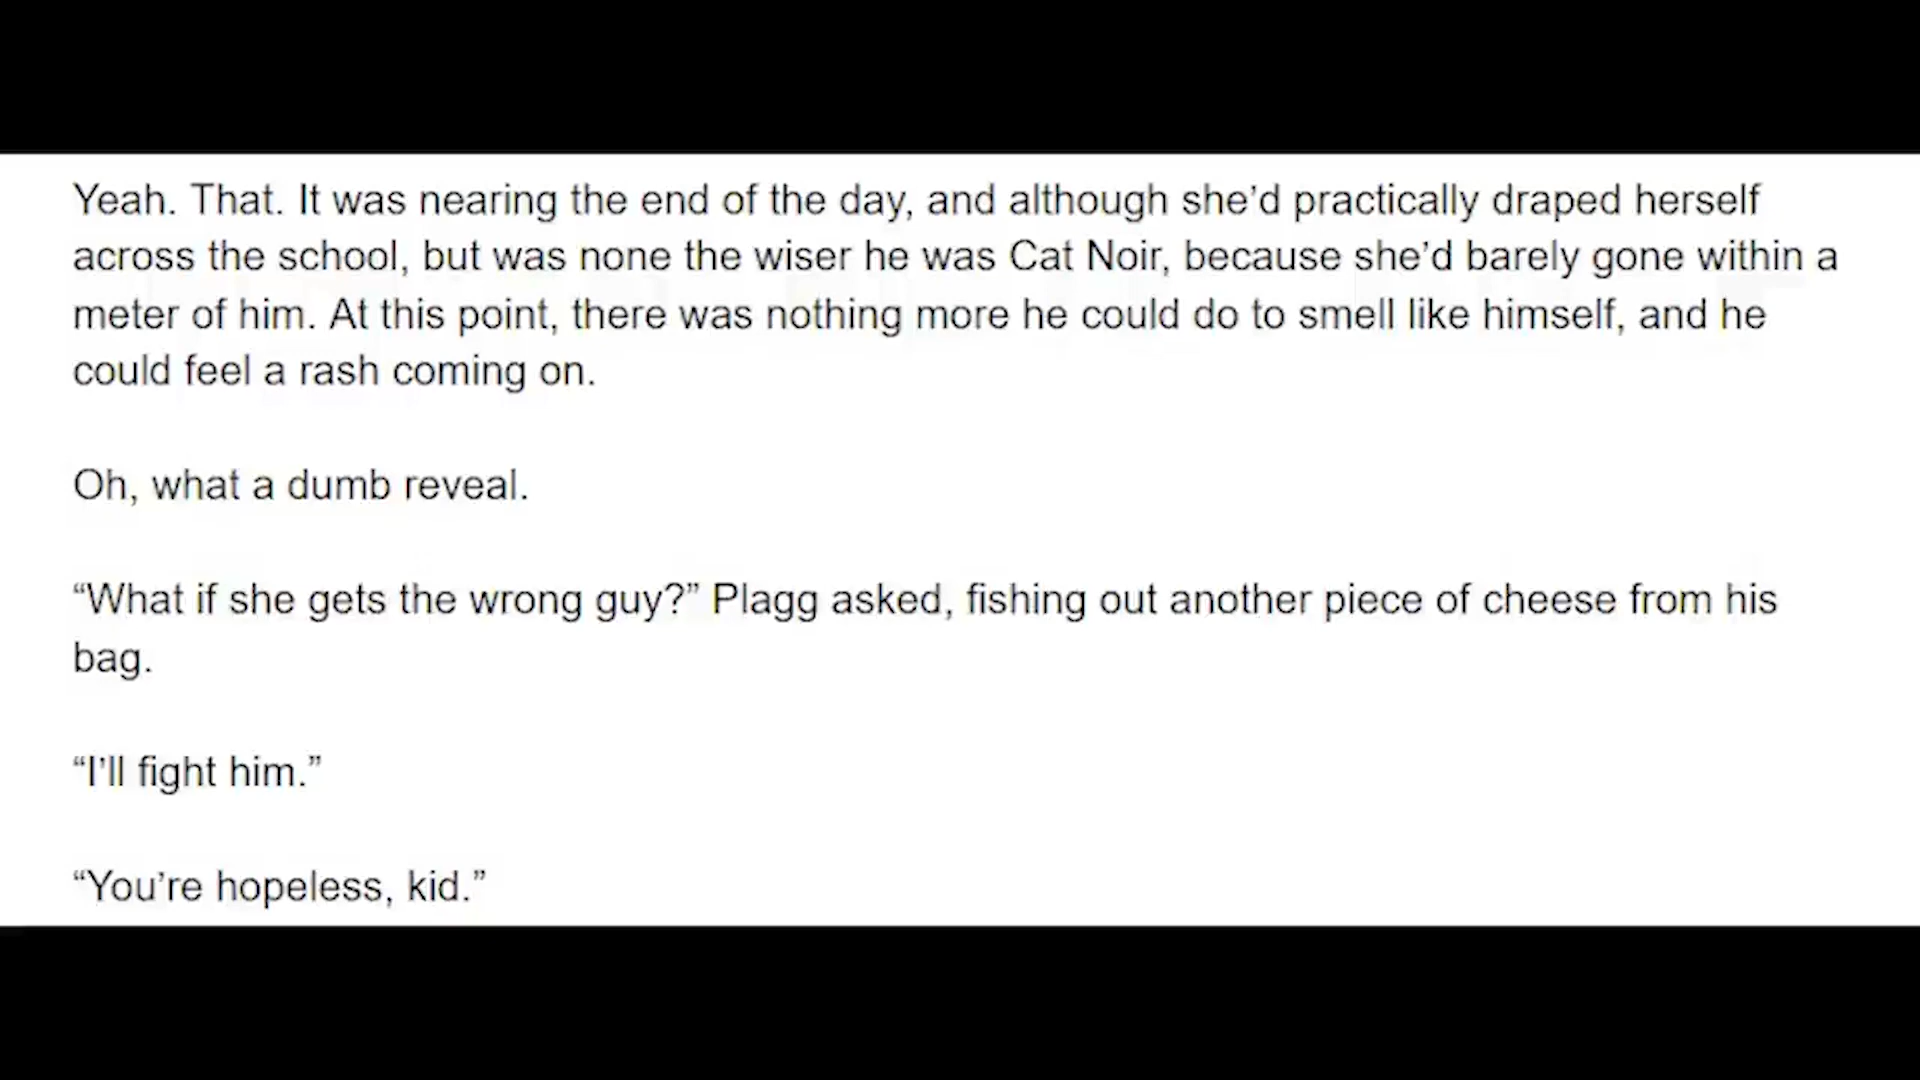 Yeah. That. It was nearing the end of the day, and although she’d practically draped herself
across the school, but was none the wiser he was Cat Noir, because she’d barely gone within a
meter of him. At this point, there was nothing more he could do to smell like himself, and he
could feel a rash coming on.
Oh, what a dumb reveal.
“What if she gets the wrong guy?” Plagg asked, fishing out another piece of cheese from his
bag.
“I’ll fight him.”
“You’re hopeless, kid.”